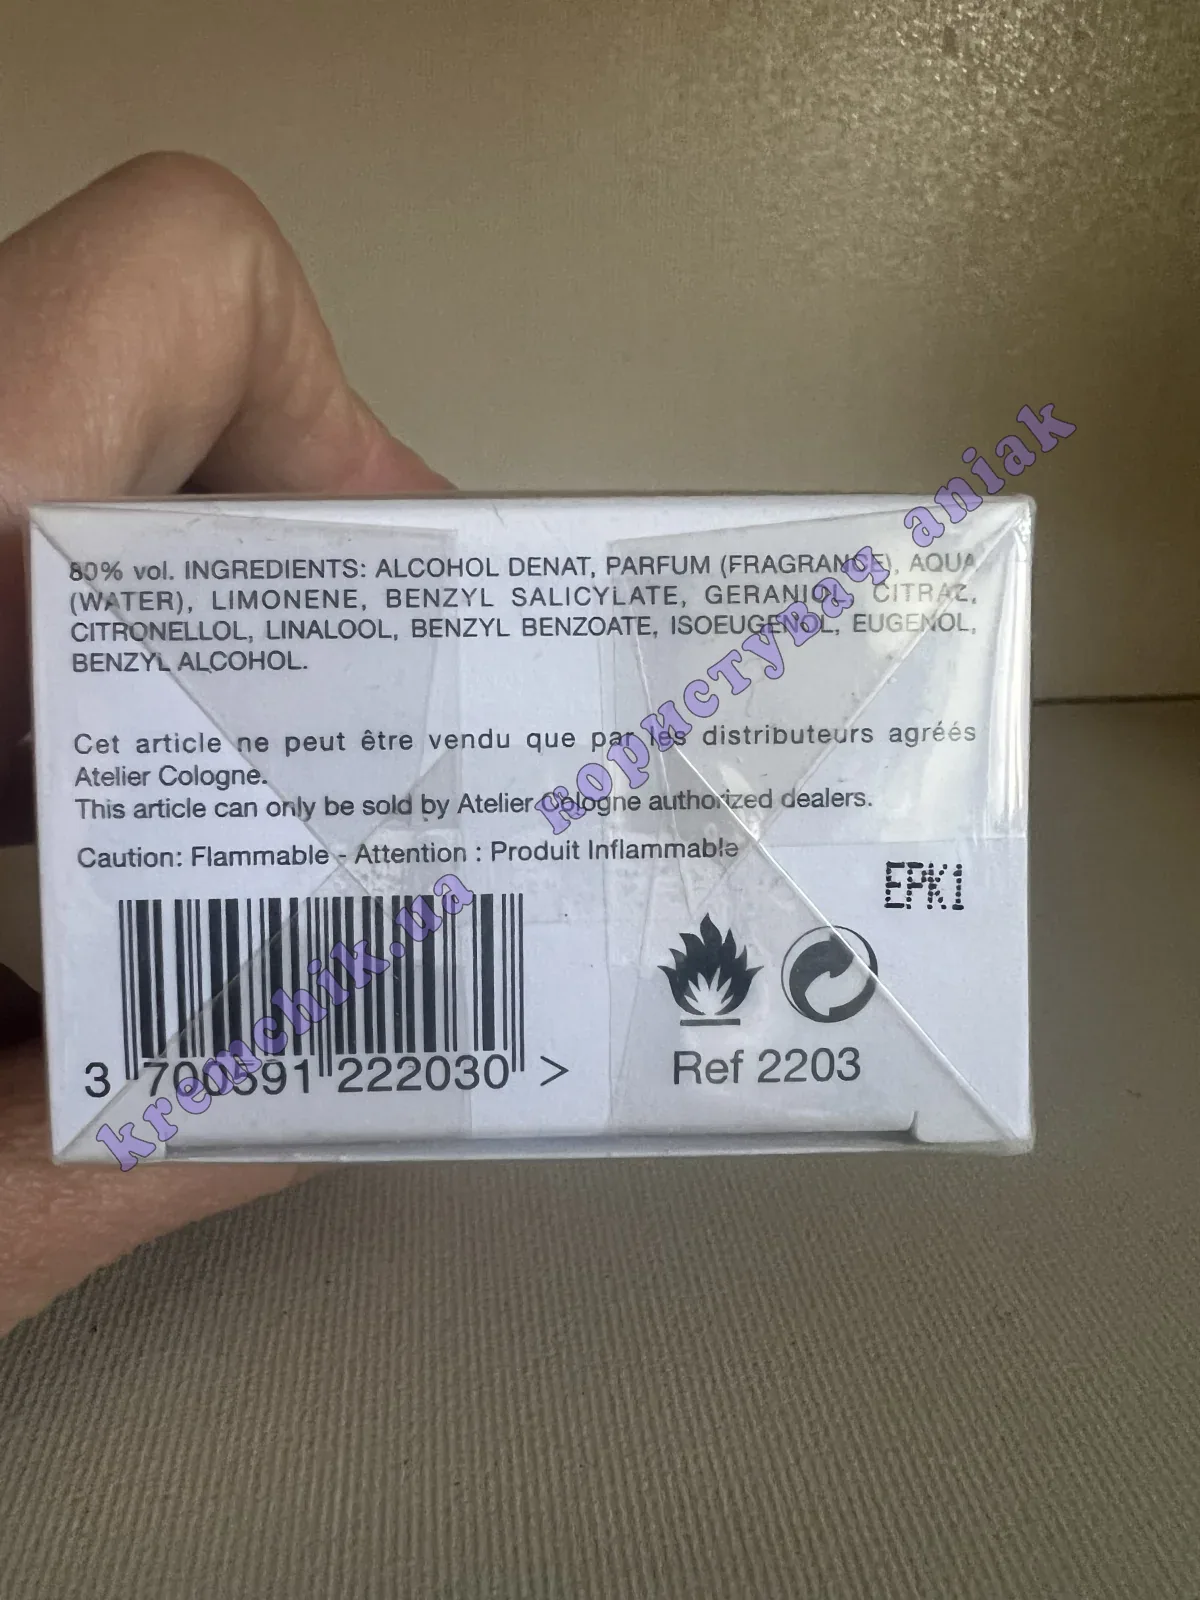 80% vol. INGREDIENTS: ALCOHOL DENAT, PARFUM (FRAGRANCE), AQUA
(WATER), LIMONENE, BENZYL SALICYLATE, GERANIOL, CITRAL,
CITRONELLOL, LINALOOL, BENZYL BENZOATE, ISOEUGENOL, EUGENOL,
BENZYL ALCOHOL.
Cet article ne peut être vendu que par les distributeurs agréés
Atelier Cologne.
This article can only be sold by Atelier Cologne authorized dealers.
Caution: Flammable - Attention : Produit Inflammable
EPK1
3 700591 222030 >
Ref 2203
kremchik.ua користувач aniak